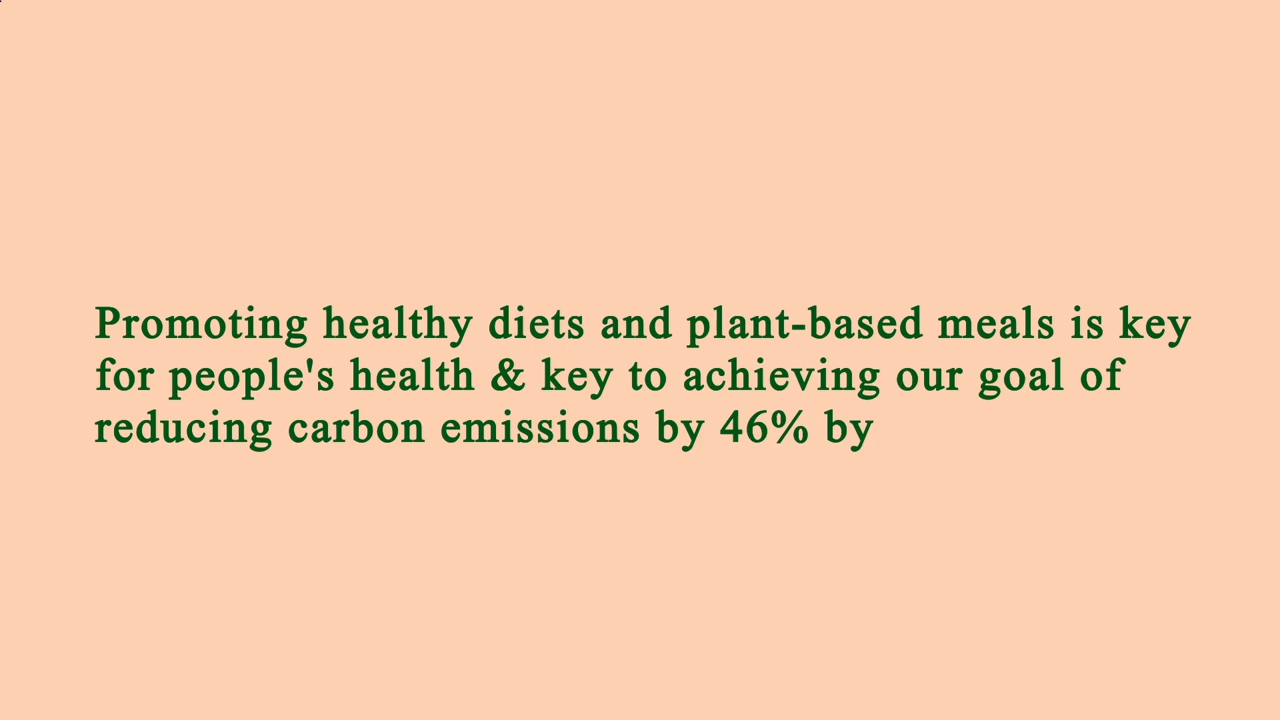 Promoting healthy diets and plant-based meals is key
for people's health & key to achieving our goal of
reducing carbon emissions by 46% by